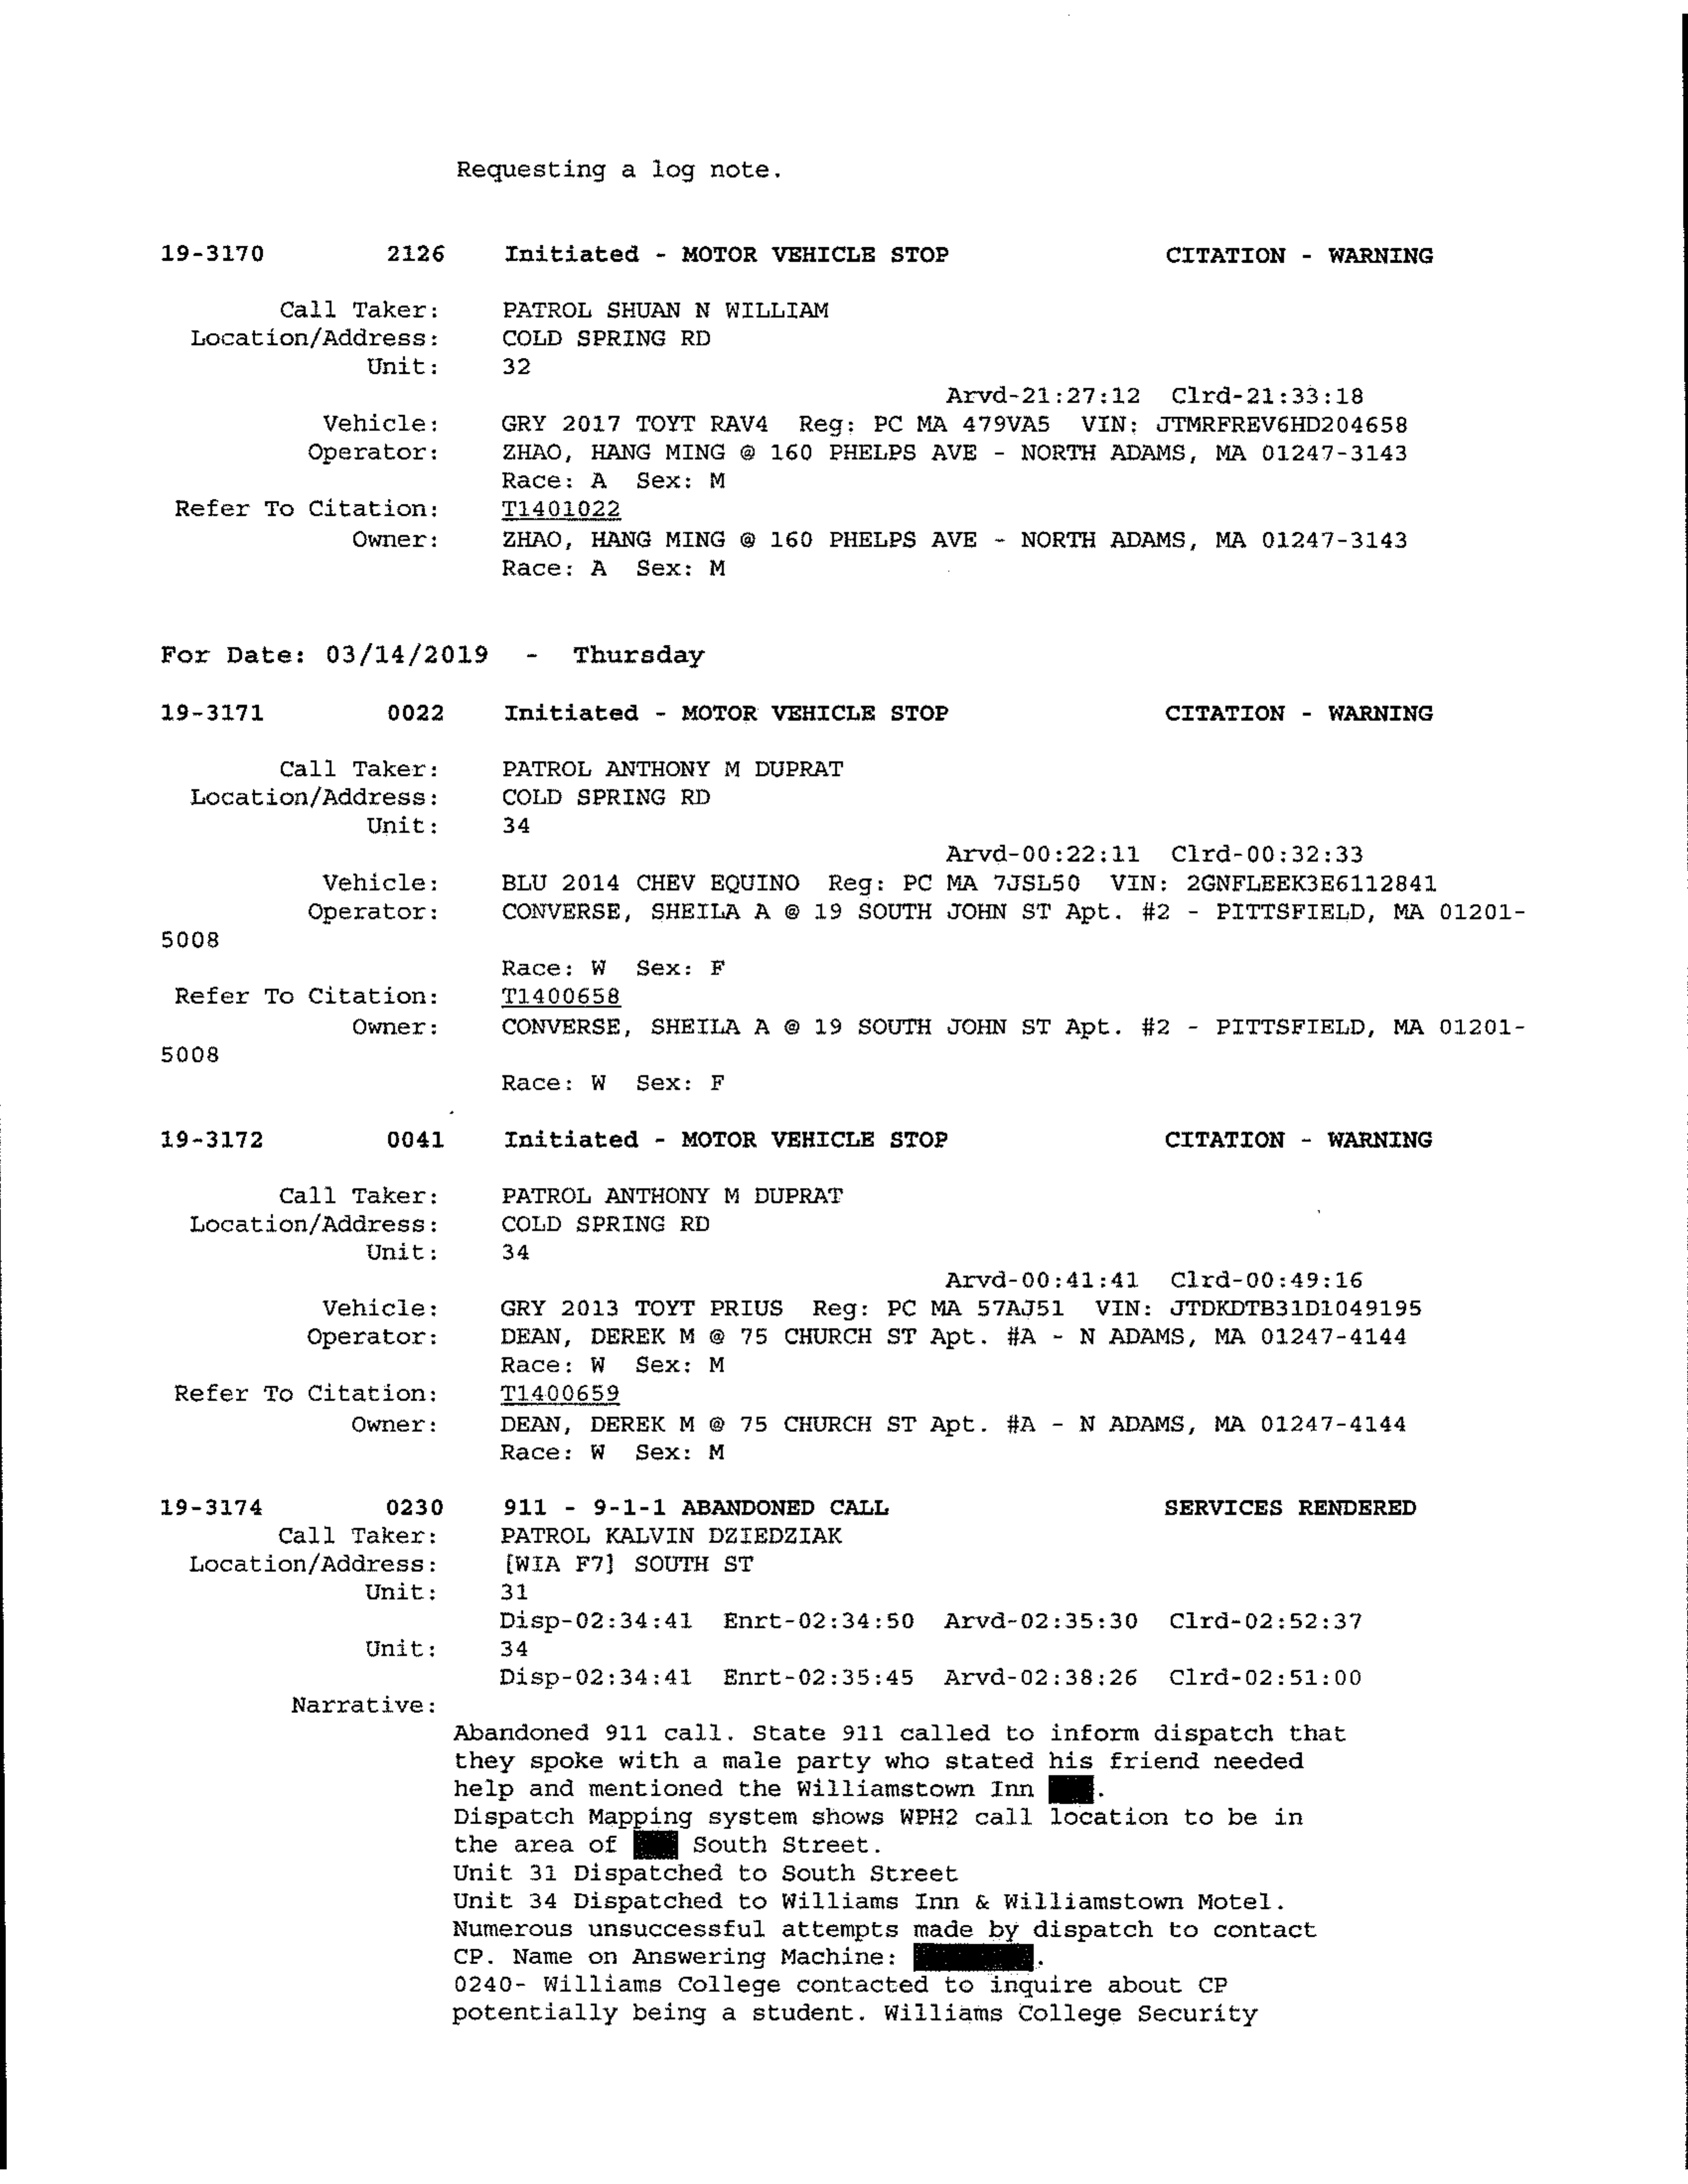 Requesting a log note.
19-3170 2126 Initiated - MOTOR VEHICLE STOP CITATION - WARNING
Call Taker: PATROL SHUAN N WILLIAM
Location/Address: COLD SPRING RD
Unit: 32
Arvd-21:27:12 Clrd-21:33:18
Vehicle: GRY 2017 TOYT RAV4 Reg: PC MA 479VA5 VIN: JTMRFREV6HD204658
Operator: ZHAO, HANG MING @ 160 PHELPS AVE - NORTH ADAMS, MA 01247-3143
Race: A Sex: M
Refer To Citation: T1401022
Owner: ZHAO, HANG MING @ 160 PHELPS AVE - NORTH ADAMS, MA 01247-3143
Race: A Sex: M
For Date: 03/14/2019 - Thursday
19-3171 0022 Initiated - MOTOR VEHICLE STOP CITATION - WARNING
Call Taker: PATROL ANTHONY M DUPRAT
Location/Address: COLD SPRING RD
Unit: 34
Arvd-00:22:11 Clrd-00:32:33
Vehicle: BLU 2014 CHEV EQUINO Reg: PC MA 7JSL50 VIN: 2GNFLEEK3E6112841
Operator: CONVERSE, SHEILA A @ 19 SOUTH JOHN ST Apt. #2 - PITTSFIELD, MA 01201-
5008
Race: W Sex: F
Refer To Citation: T1400658
Owner: CONVERSE, SHEILA A @ 19 SOUTH JOHN ST Apt. #2 - PITTSFIELD, MA 01201-
5008
Race: W Sex: F
19-3172 0041 Initiated - MOTOR VEHICLE STOP CITATION - WARNING
Call Taker: PATROL ANTHONY M DUPRAT
Location/Address: COLD SPRING RD
Unit: 34
Arvd-00:41:41 Clrd-00:49:16
Vehicle: GRY 2013 TOYT PRIUS Reg: PC MA 57AJ51 VIN: JTDKDTB31D1049195
Operator: DEAN, DEREK M @ 75 CHURCH ST Apt. #A - N ADAMS, MA 01247-4144
Race: W Sex: M
Refer To Citation: T1400659
Owner: DEAN, DEREK M @ 75 CHURCH ST Apt. #A - N ADAMS, MA 01247-4144
Race: W Sex: M
19-3174 0230 911 - 9-1-1 ABANDONED CALL SERVICES RENDERED
Call Taker: PATROL KALVIN DZIEDZIAK
Location/Address: [WIA F7] SOUTH ST
Unit: 31
Disp-02:34:41 Enrt-02:34:50 Arvd-02:35:30 Clrd-02:52:37
Unit: 34
Disp-02:34:41 Enrt-02:35:45 Arvd-02:38:26 Clrd-02:51:00
Narrative:
Abandoned 911 call. State 911 called to inform dispatch that
they spoke with a male party who stated his friend needed
help and mentioned the Williamstown Inn .
Dispatch Mapping system shows WPH2 call location to be in
the area of South Street.
Unit 31 Dispatched to South Street
Unit 34 Dispatched to Williams Inn & Williamstown Motel.
Numerous unsuccessful attempts made by dispatch to contact
CP. Name on Answering Machine: .
0240- Williams College contacted to inquire about CP
potentially being a student. Williams College Security